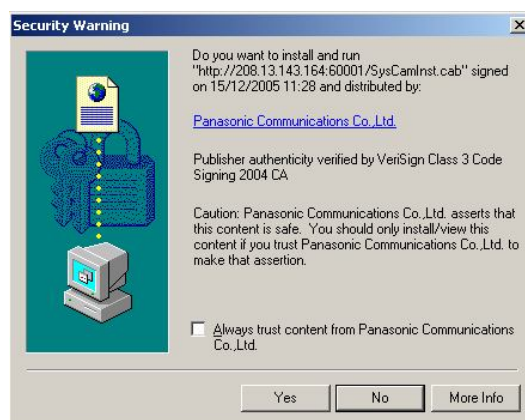 Security Warning
Do you want to install and run
"http://208.13.143.164:60001/SysCamInst.cab" signed
on 15/12/2005 11:28 and distributed by:
Panasonic Communications Co.,Ltd.
Publisher authenticity verified by VeriSign Class 3 Code
Signing 2004 CA
Caution: Panasonic Communications Co.,Ltd. asserts that
this content is safe. You should only install/view this
content if you trust Panasonic Communications Co.,Ltd. to
make that assertion.
Always trust content from Panasonic Communications
Co.,Ltd.
Yes No More Info